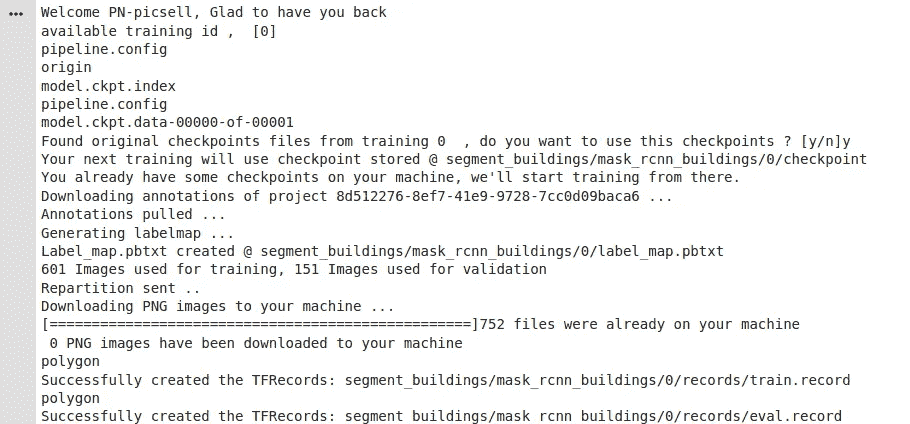 Welcome PN-picsell, Glad to have you back
available training id ,  [0]
pipeline.config
origin
model.ckpt.index
pipeline.config
model.ckpt.data-00000-of-00001
Found original checkpoints files from training 0  , do you want to use this checkpoints ? [y/n]y
Your next training will use checkpoint stored @ segment_buildings/mask_rcnn_buildings/0/checkpoint
You already have some checkpoints on your machine, we'll start training from there.
Downloading annotations of project 8d512276-8ef7-41e9-9728-7cc0d09baca6 ...
Annotations pulled ...
Generating labelmap ...
Label_map.pbtxt created @ segment_buildings/mask_rcnn_buildings/0/label_map.pbtxt
601 Images used for training, 151 Images used for validation
Repartition sent ..
Downloading PNG images to your machine ...
[==================================================]752 files were already on your machine
 0 PNG images have been downloaded to your machine
polygon
Successfully created the TFRecords: segment_buildings/mask_rcnn_buildings/0/records/train.record
polygon
Successfully created the TFRecords: segment_buildings/mask_rcnn_buildings/0/records/eval.record